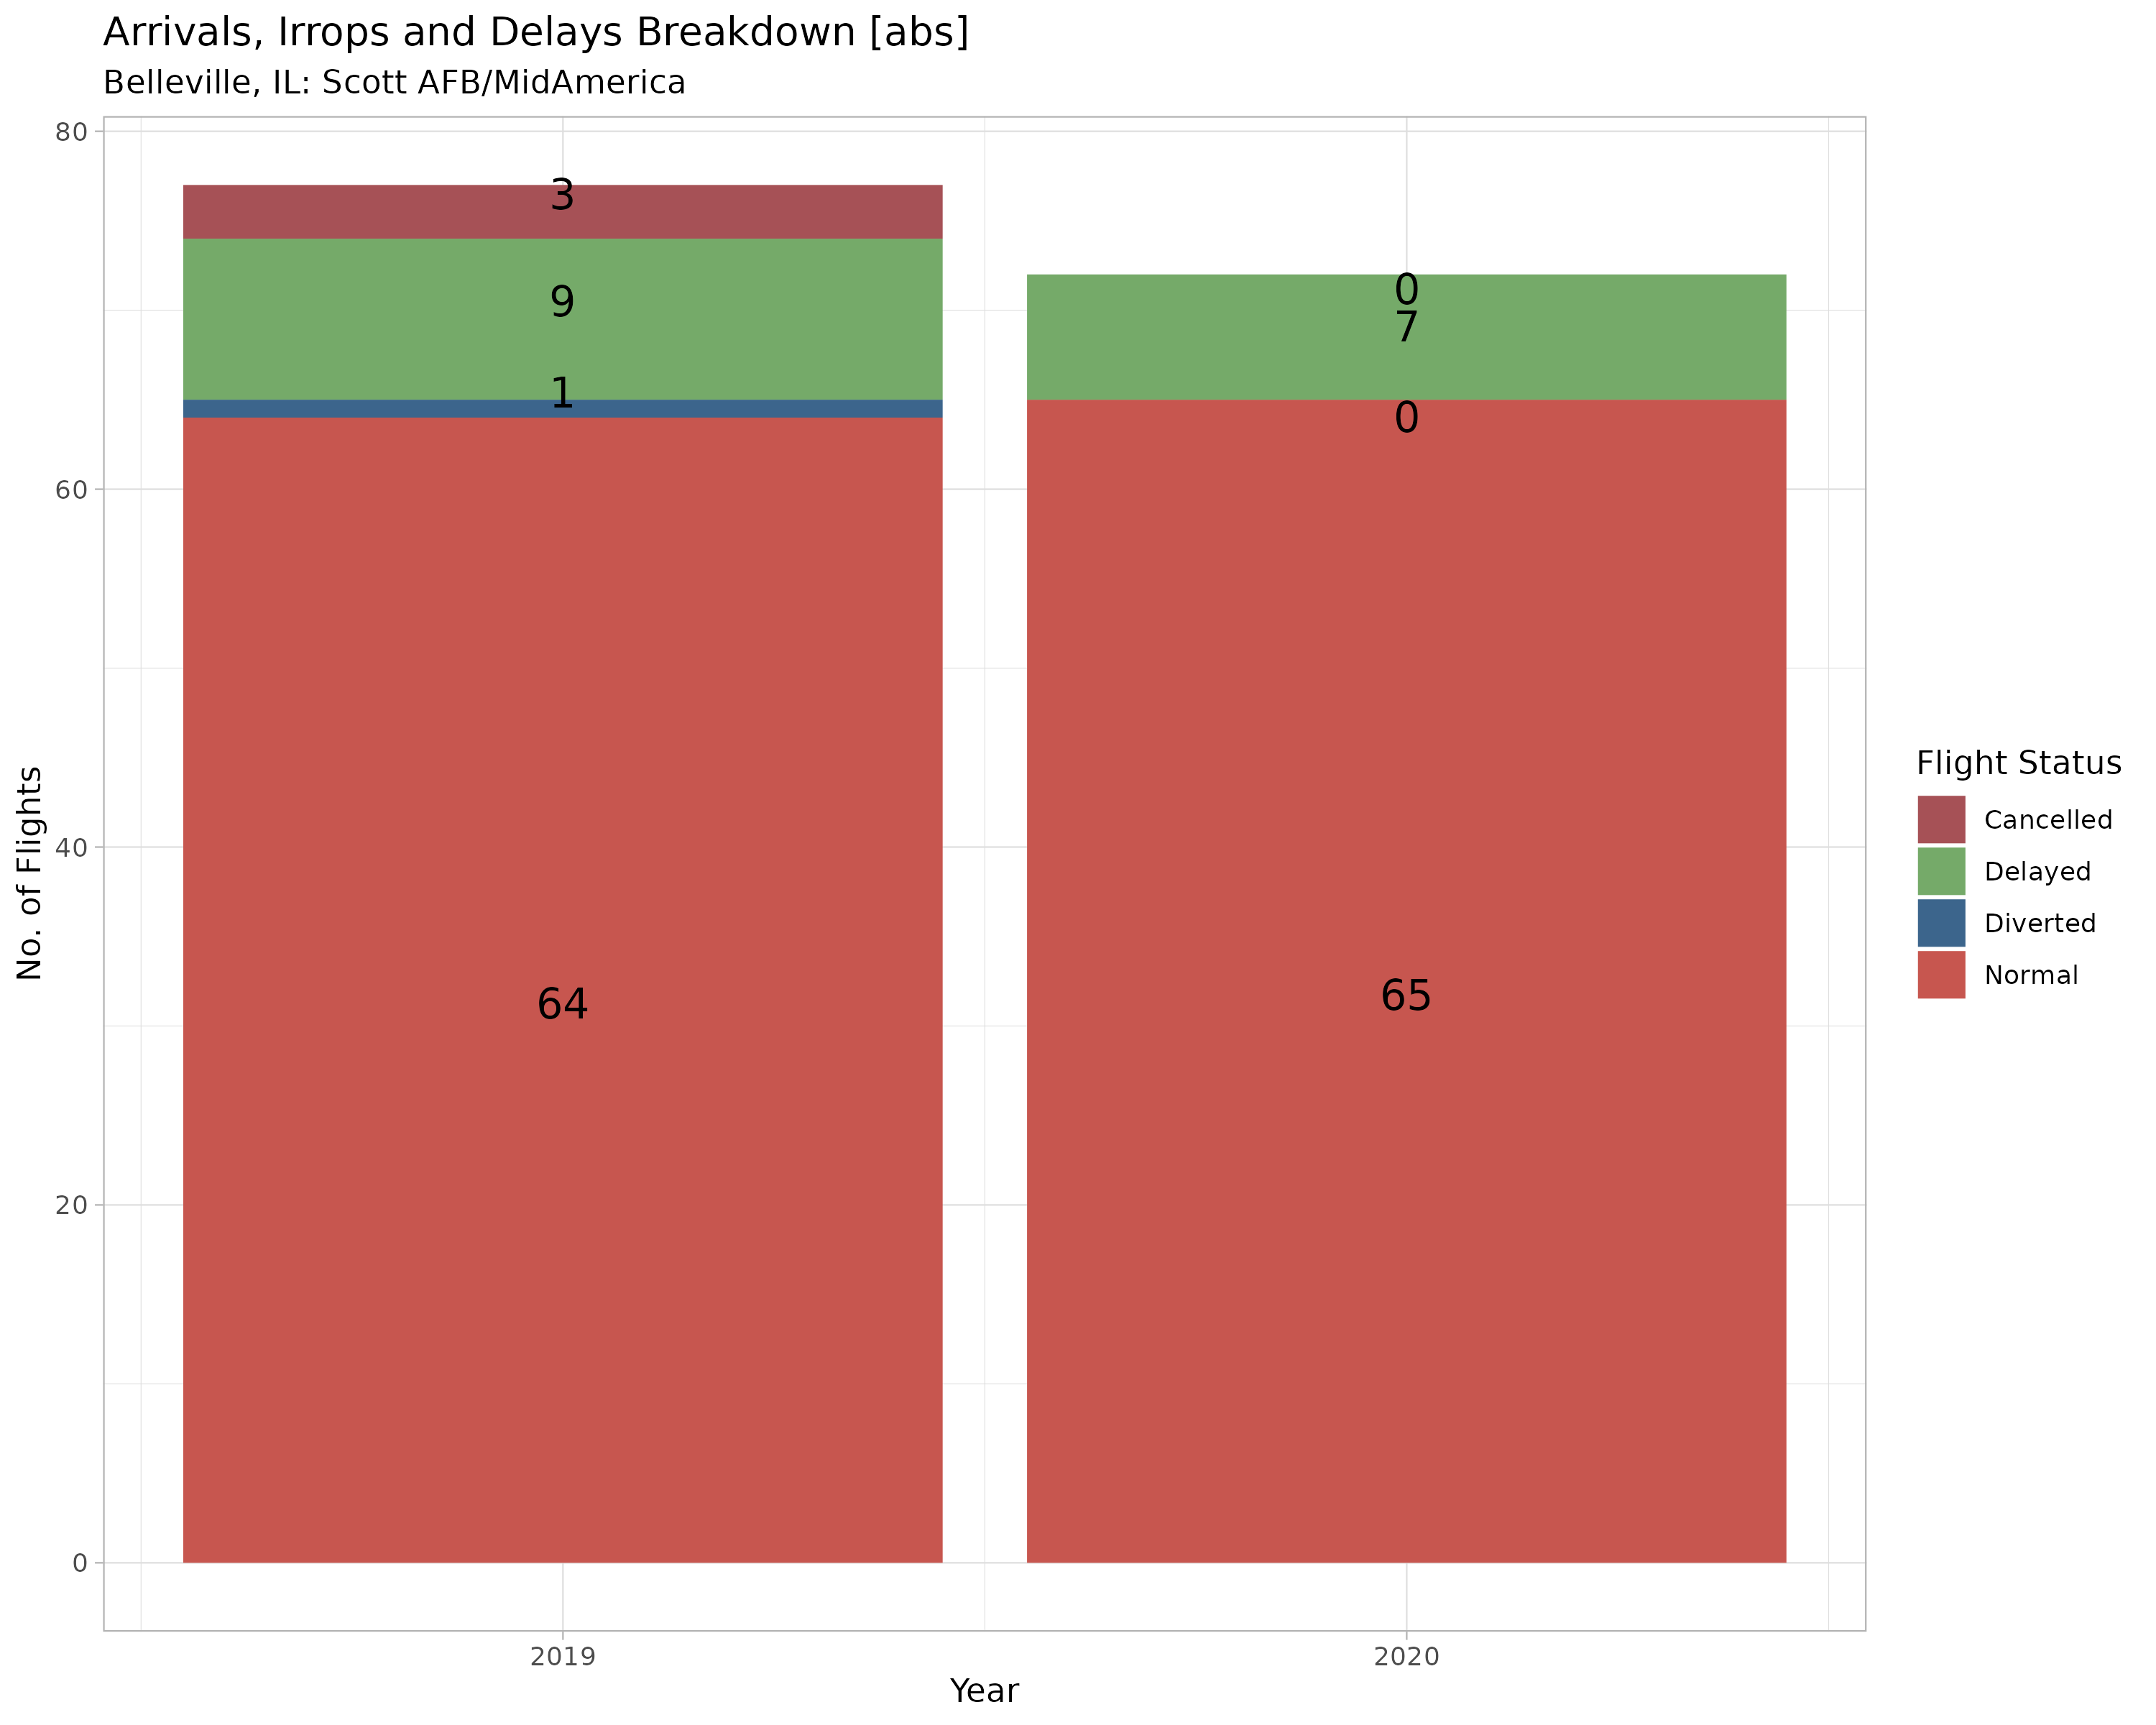 Arrivals, Irrops and Delays Breakdown [abs]
Belleville, IL: Scott AFB/MidAmerica
No. of Flights
80
60
40
20
0
3
9
1
64
0
7
0
65
2019
2020
Year
Flight Status
Cancelled
Delayed
Diverted
Normal